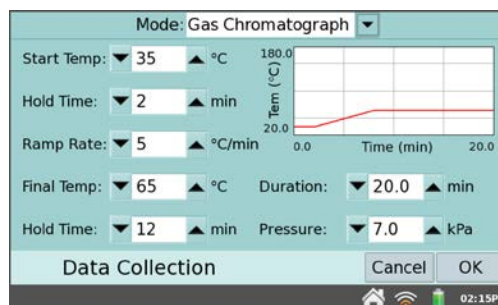 Mode: Gas Chromatograph
Start Temp: 35 °C
Hold Time: 2 min
Ramp Rate: 5 °C/min
Final Temp: 65 °C
Hold Time: 12 min
180.0
Tem (°C)
20.0
0.0 Time (min) 20.0
Duration: 20.0 min
Pressure: 7.0 kPa
Data Collection Cancel OK
02:15P